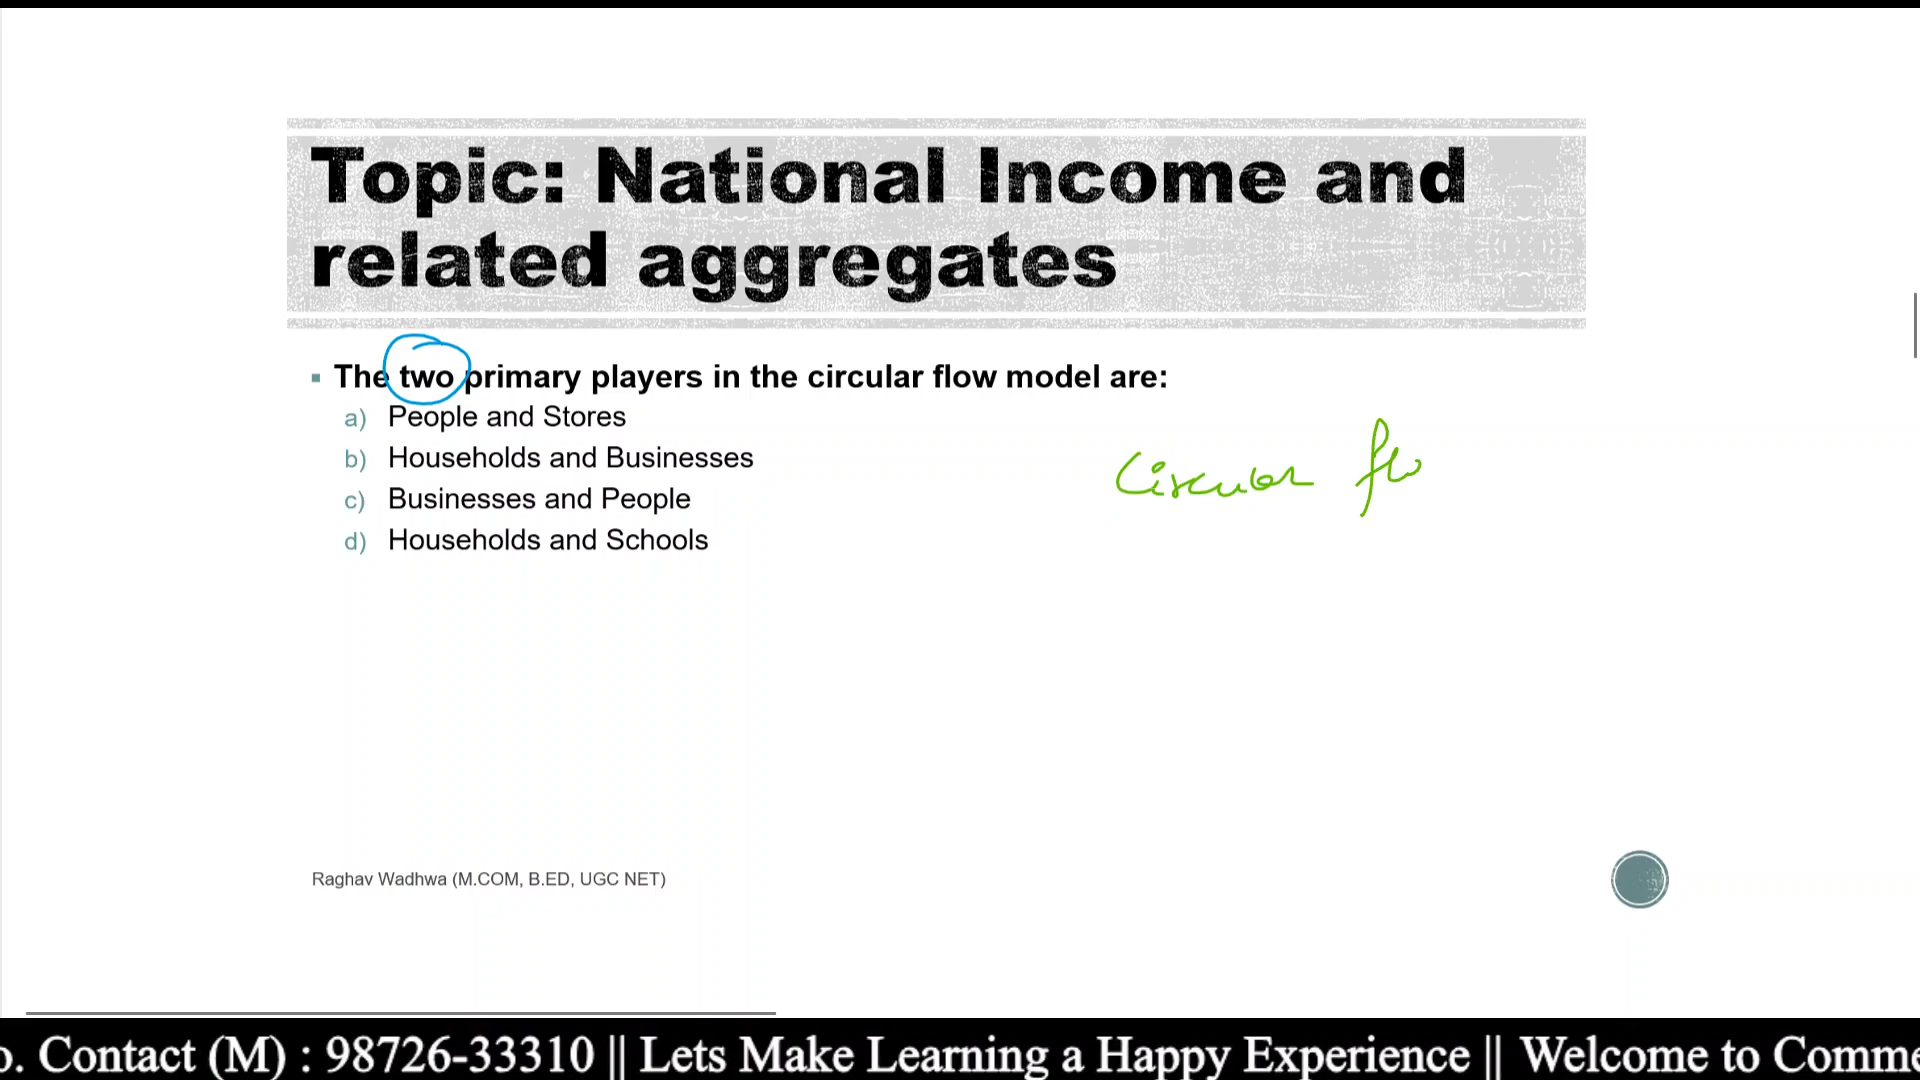 Topic: National Income and
related aggregates
The two primary players in the circular flow model are:
a) People and Stores
b) Households and Businesses
c) Businesses and People
d) Households and Schools
Circular flo
Raghav Wadhwa (M.COM, B.ED, UGC NET)
o. Contact (M) : 98726-33310 || Lets Make Learning a Happy Experience || Welcome to Comme